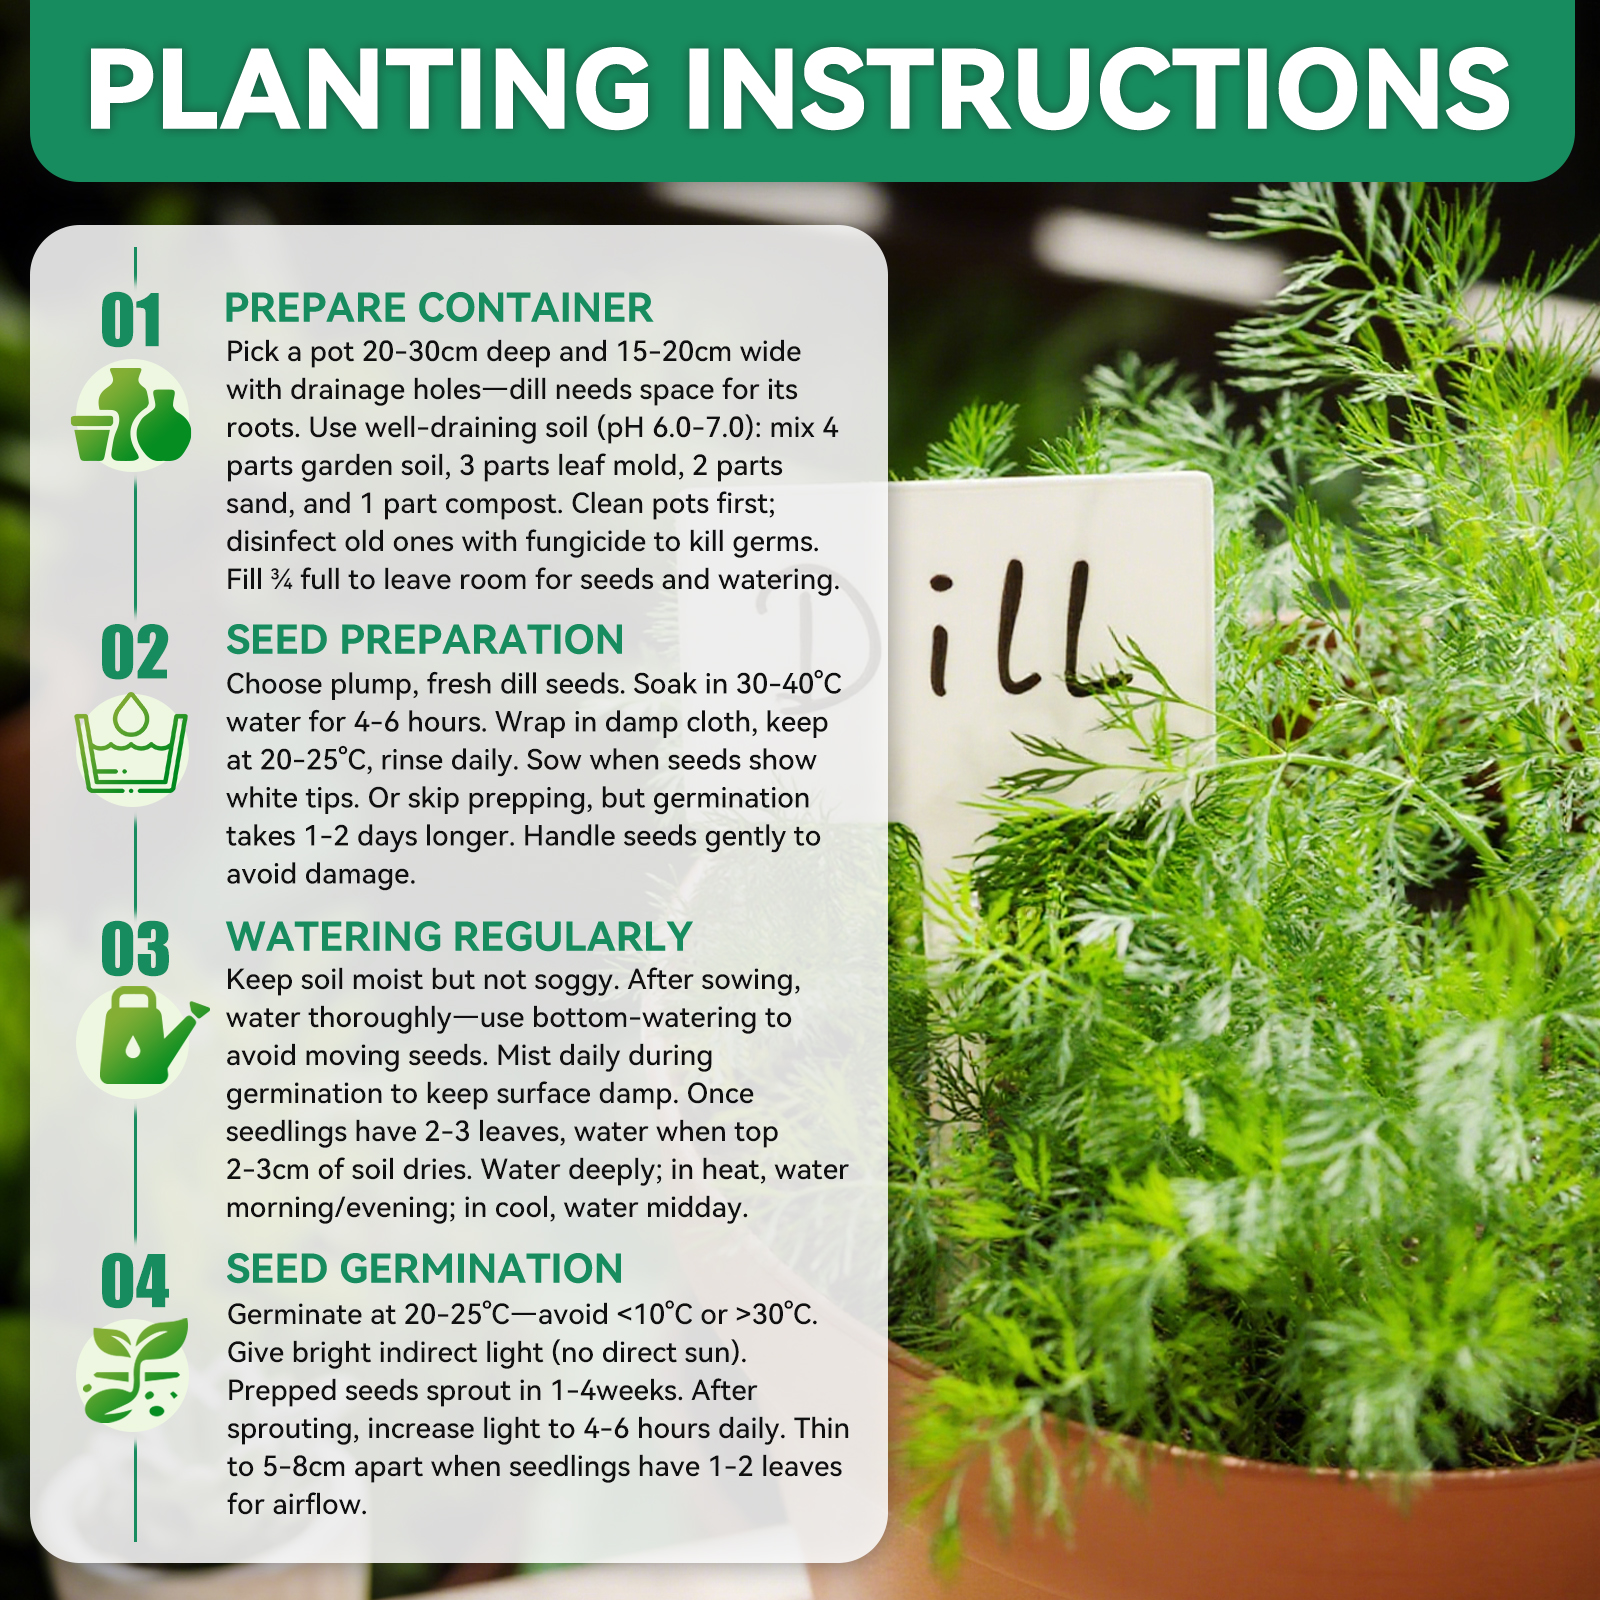 PLANTING INSTRUCTIONS
01
PREPARE CONTAINER
Pick a pot 20-30cm deep and 15-20cm wide
with drainage holes—dill needs space for its
roots. Use well-draining soil (pH 6.0-7.0): mix 4
parts garden soil, 3 parts leaf mold, 2 parts
sand, and 1 part compost. Clean pots first;
disinfect old ones with fungicide to kill germs.
Fill ¾ full to leave room for seeds and watering.
02
SEED PREPARATION
Choose plump, fresh dill seeds. Soak in 30-40°C
water for 4-6 hours. Wrap in damp cloth, keep
at 20-25°C, rinse daily. Sow when seeds show
white tips. Or skip prepping, but germination
takes 1-2 days longer. Handle seeds gently to
avoid damage.
03
WATERING REGULARLY
Keep soil moist but not soggy. After sowing,
water thoroughly—use bottom-watering to
avoid moving seeds. Mist daily during
germination to keep surface damp. Once
seedlings have 2-3 leaves, water when top
2-3cm of soil dries. Water deeply; in heat, water
morning/evening; in cool, water midday.
04
SEED GERMINATION
Germinate at 20-25°C—avoid <10°C or >30°C.
Give bright indirect light (no direct sun).
Prepped seeds sprout in 1-4weeks. After
sprouting, increase light to 4-6 hours daily. Thin
to 5-8cm apart when seedlings have 1-2 leaves
for airflow.
Dill